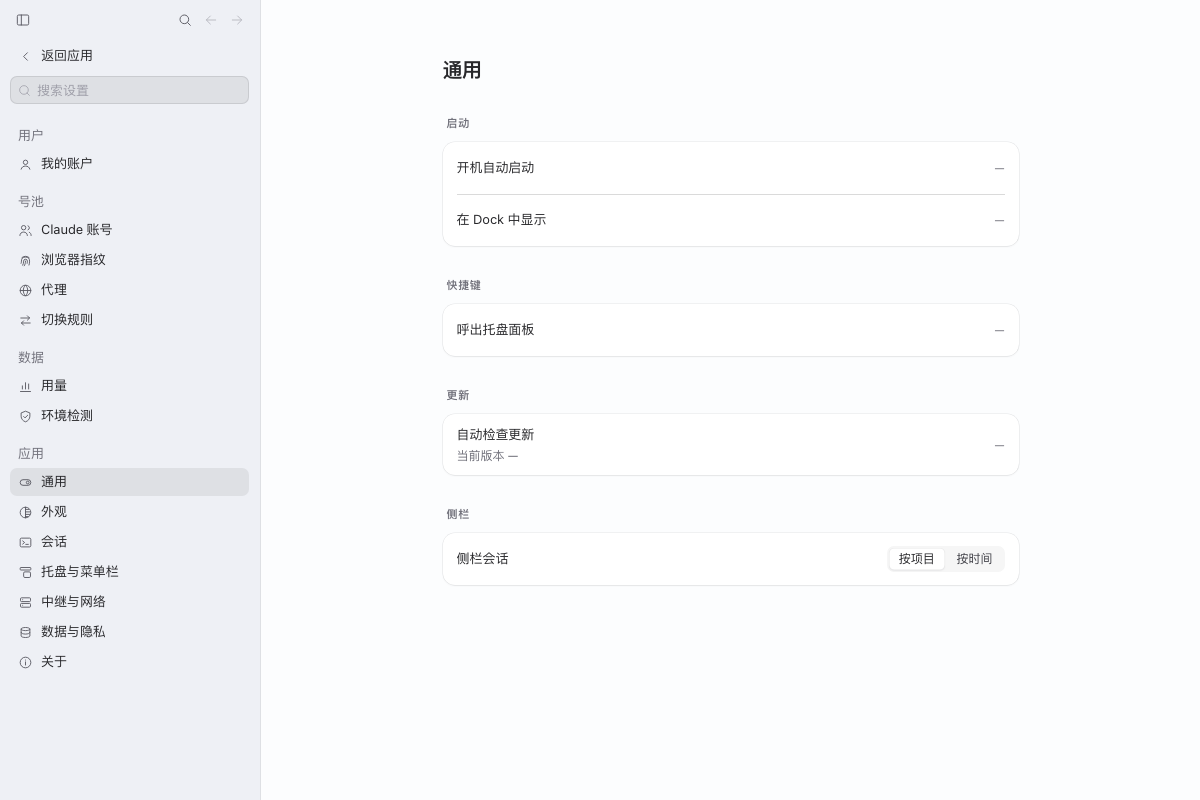 返回应用
搜索设置
用户
我的账户
号池
Claude 账号
浏览器指纹
代理
切换规则
数据
用量
环境检测
应用
通用
外观
会话
托盘与菜单栏
中继与网络
数据与隐私
关于
通用
启动
开机自动启动 —
在 Dock 中显示 —
快捷键
呼出托盘面板 —
更新
自动检查更新 —
当前版本 —
侧栏
侧栏会话 按项目 按时间